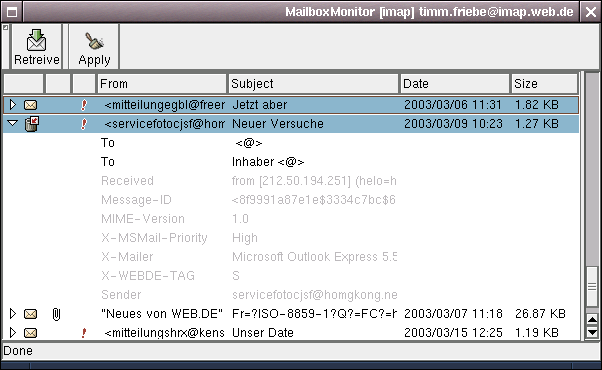 MailboxMonitor [imap] timm.friebe@imap.web.de
Retreive Apply
From Subject Date Size
! <mitteilungegbl@freer Jetzt aber 2003/03/06 11:31 1.82 KB
! <servicefotocjsf@hom Neuer Versuche 2003/03/09 10:23 1.27 KB
To <@>
To Inhaber <@>
Received from [212.50.194.251] (helo=h
Message-ID <8f9991a87e1e$3334c7bc$6
MIME-Version 1.0
X-MSMail-Priority High
X-Mailer Microsoft Outlook Express 5.5
X-WEBDE-TAG S
Sender servicefotocjsf@homgkong.ne
"Neues von WEB.DE" Fr=?ISO-8859-1?Q?=FC?=h 2003/03/07 11:18 26.87 KB
! <mitteilungshrx@kens Unser Date 2003/03/15 12:25 1.19 KB
Done